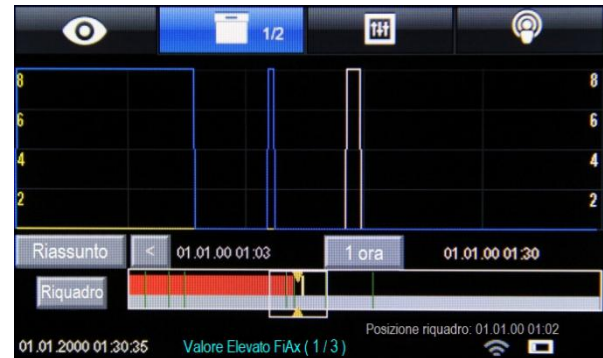 1/2
8 8
6 6
4 4
2 2
Riassunto < 01.01.00 01:03 1 ora 01.01.00 01:30
Riquadro
Posizione riquadro: 01.01.00 01:02
01.01.2000 01:30:35 Valore Elevato FiAx ( 1 / 3 )